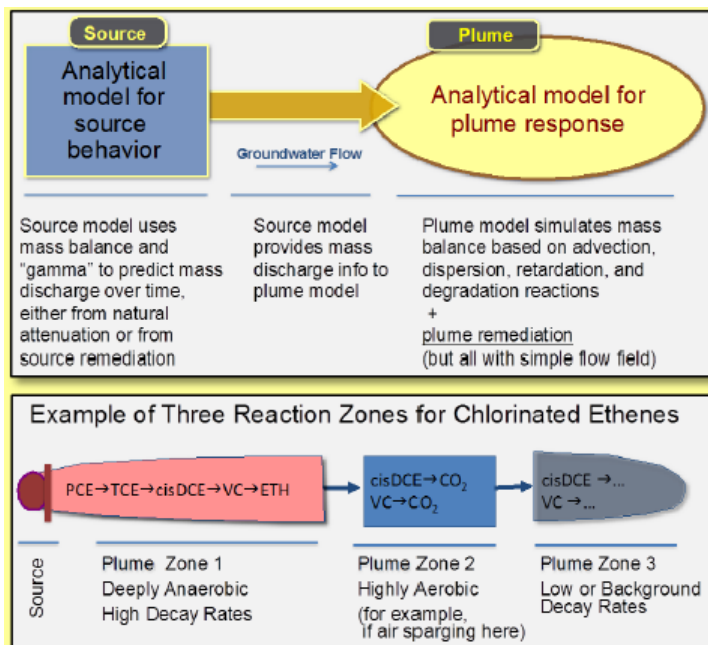 Source
Plume
Analytical
model for
source
behavior
Groundwater Flow
Analytical model for
plume response
Source model uses
mass balance and
“gamma” to predict mass
discharge over time,
either from natural
attenuation or from
source remediation
Source model
provides mass
discharge info to
plume model
Plume model simulates mass
balance based on advection,
dispersion, retardation, and
degradation reactions
+
plume remediation
(but all with simple flow field)
Example of Three Reaction Zones for Chlorinated Ethenes
PCE→TCE→cisDCE→VC→ETH
cisDCE→CO₂
VC→CO₂
cisDCE →...
VC →...
Source
Plume Zone 1
Deeply Anaerobic
High Decay Rates
Plume Zone 2
Highly Aerobic
(for example,
if air sparging here)
Plume Zone 3
Low or Background
Decay Rates